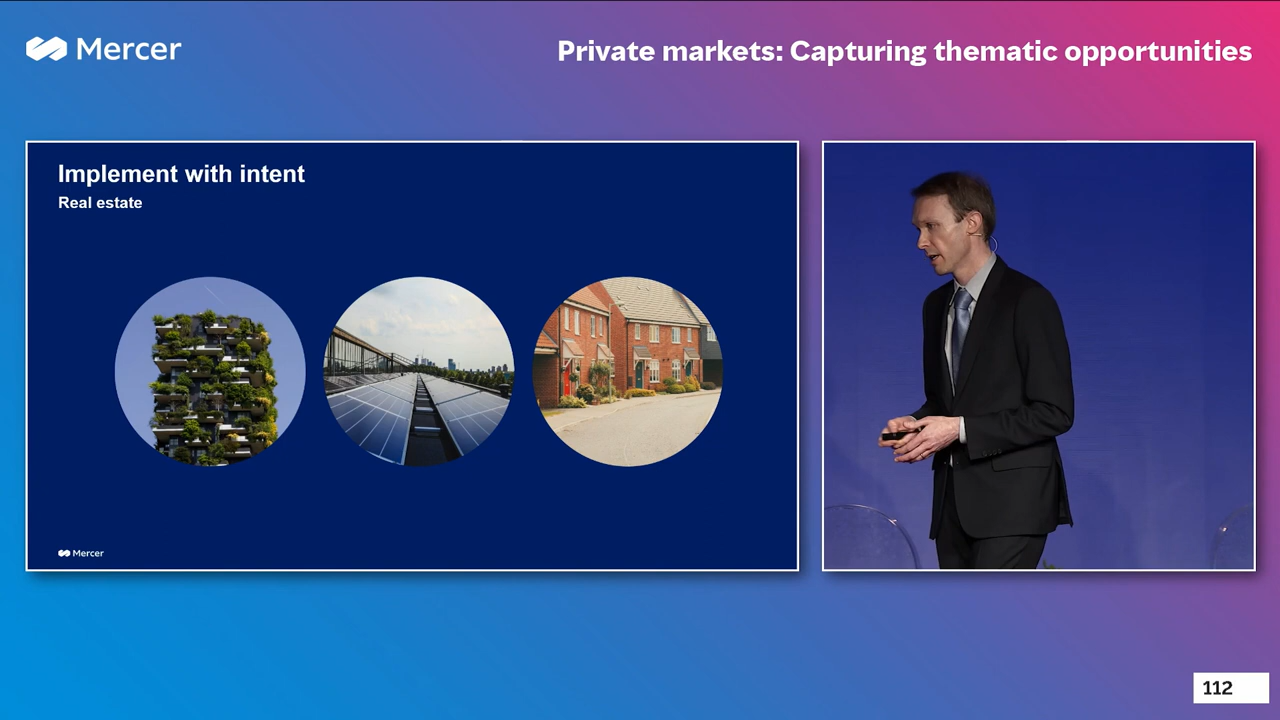 Mercer
Private markets: Capturing thematic opportunities
Implement with intent
Real estate
Mercer
112